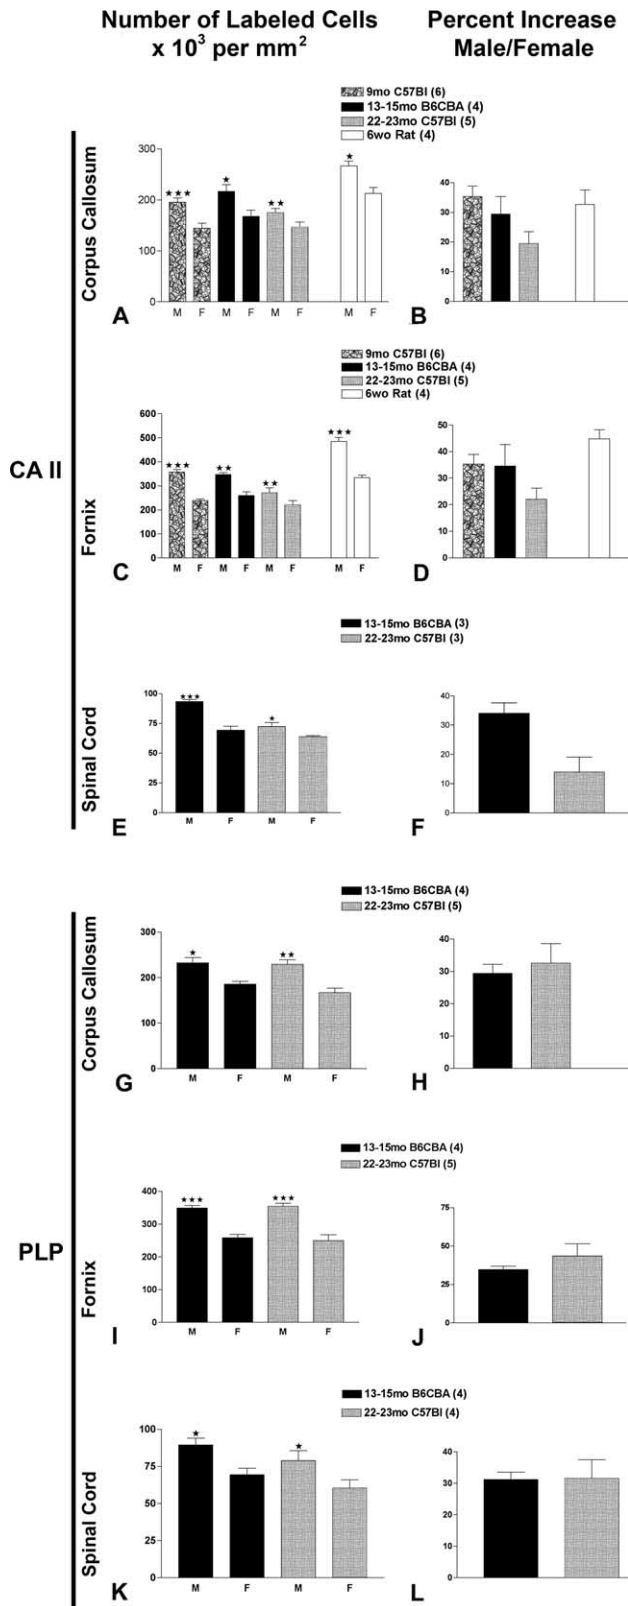 Number of Labeled Cells
x 10³ per mm²
Percent Increase
Male/Female
CA II
Corpus Callosum
9mo C57Bl (6)
13-15mo B6CBA (4)
22-23mo C57Bl (5)
6wo Rat (4)
300
200
100
0
★★★
★
★★
★
M F M F M F M F
A
40
30
20
10
0
B
Fornix
9mo C57Bl (6)
13-15mo B6CBA (4)
22-23mo C57Bl (5)
6wo Rat (4)
600
500
400
300
200
100
0
★★★
★★
★★
★★★
M F M F M F M F
C
50
40
30
20
10
0
D
Spinal Cord
13-15mo B6CBA (3)
22-23mo C57Bl (3)
100
75
50
25
0
★★★
★
M F M F
E
40
30
20
10
0
F
PLP
Corpus Callosum
13-15mo B6CBA (4)
22-23mo C57Bl (5)
300
200
100
0
★
★★
M F M F
G
40
30
20
10
0
H
Fornix
13-15mo B6CBA (4)
22-23mo C57Bl (5)
400
300
200
100
0
★★★
★★★
M F M F
I
75
50
25
0
J
Spinal Cord
13-15mo B6CBA (4)
22-23mo C57Bl (4)
100
75
50
25
0
★
★
M F M F
K
40
30
20
10
0
L